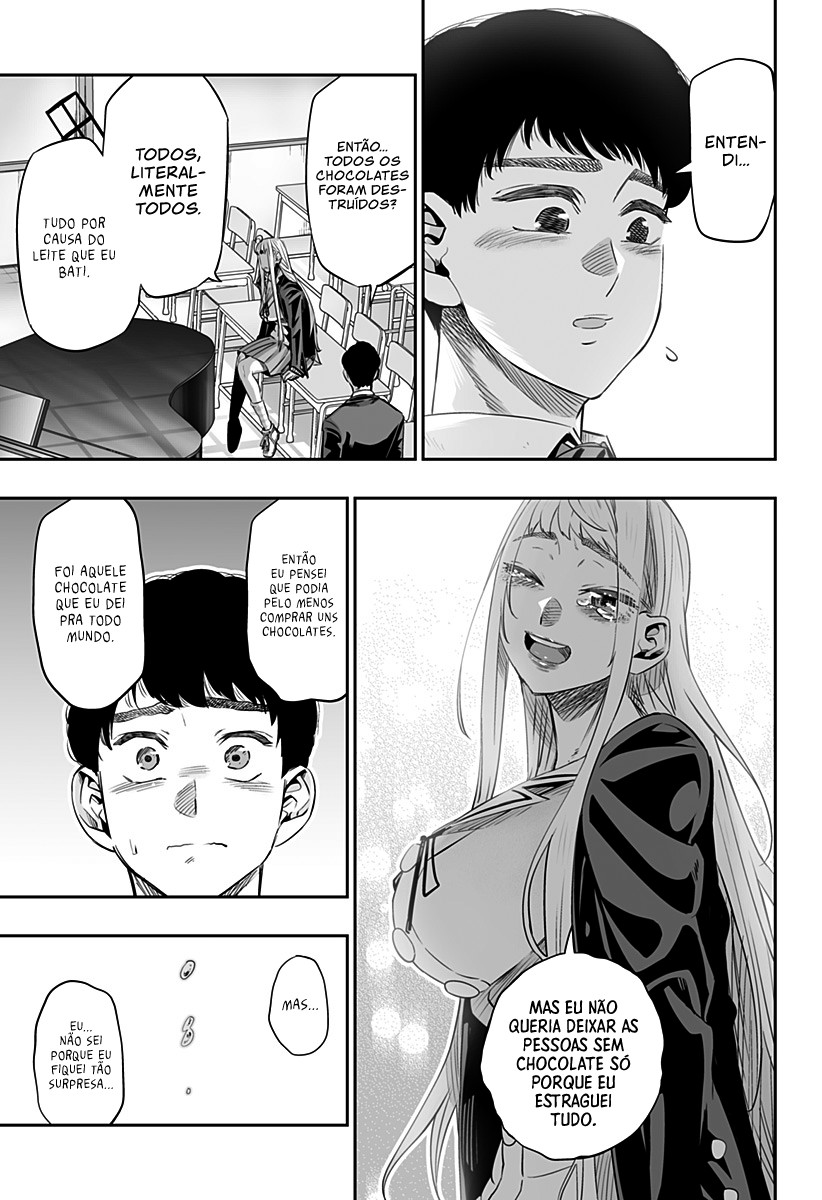 ENTEN-
DI...
ENTÃO...
TODOS OS
CHOCOLATES
FORAM DES-
TRUÍDOS?
TODOS,
LITERAL-
MENTE
TODOS.
TUDO POR
CAUSA DO
LEITE QUE EU
BATI.
MAS EU NÃO
QUERIA DEIXAR AS
PESSOAS SEM
CHOCOLATE SÓ
PORQUE EU
ESTRAGUEI
TUDO.
ENTÃO
EU PENSEI
QUE PODIA
PELO MENOS
COMPRAR UNS
CHOCOLATES.
FOI AQUELE
CHOCOLATE
QUE EU DEI
PRA TODO
MUNDO.
MAS...
EU...
NÃO SEI
PORQUE EU
FIQUEI TÃO
SURPRESA...